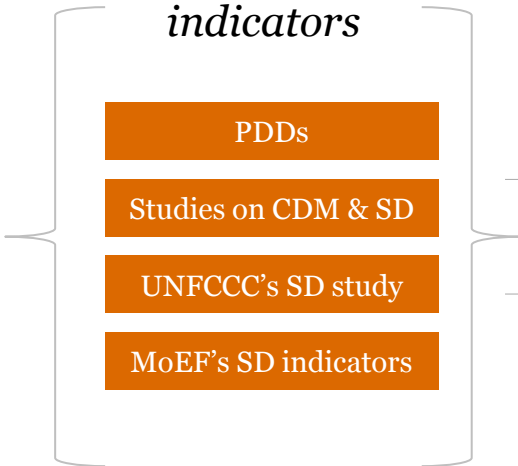 indicators
PDDs
Studies on CDM & SD
UNFCCC’s SD study
MoEF’s SD indicators